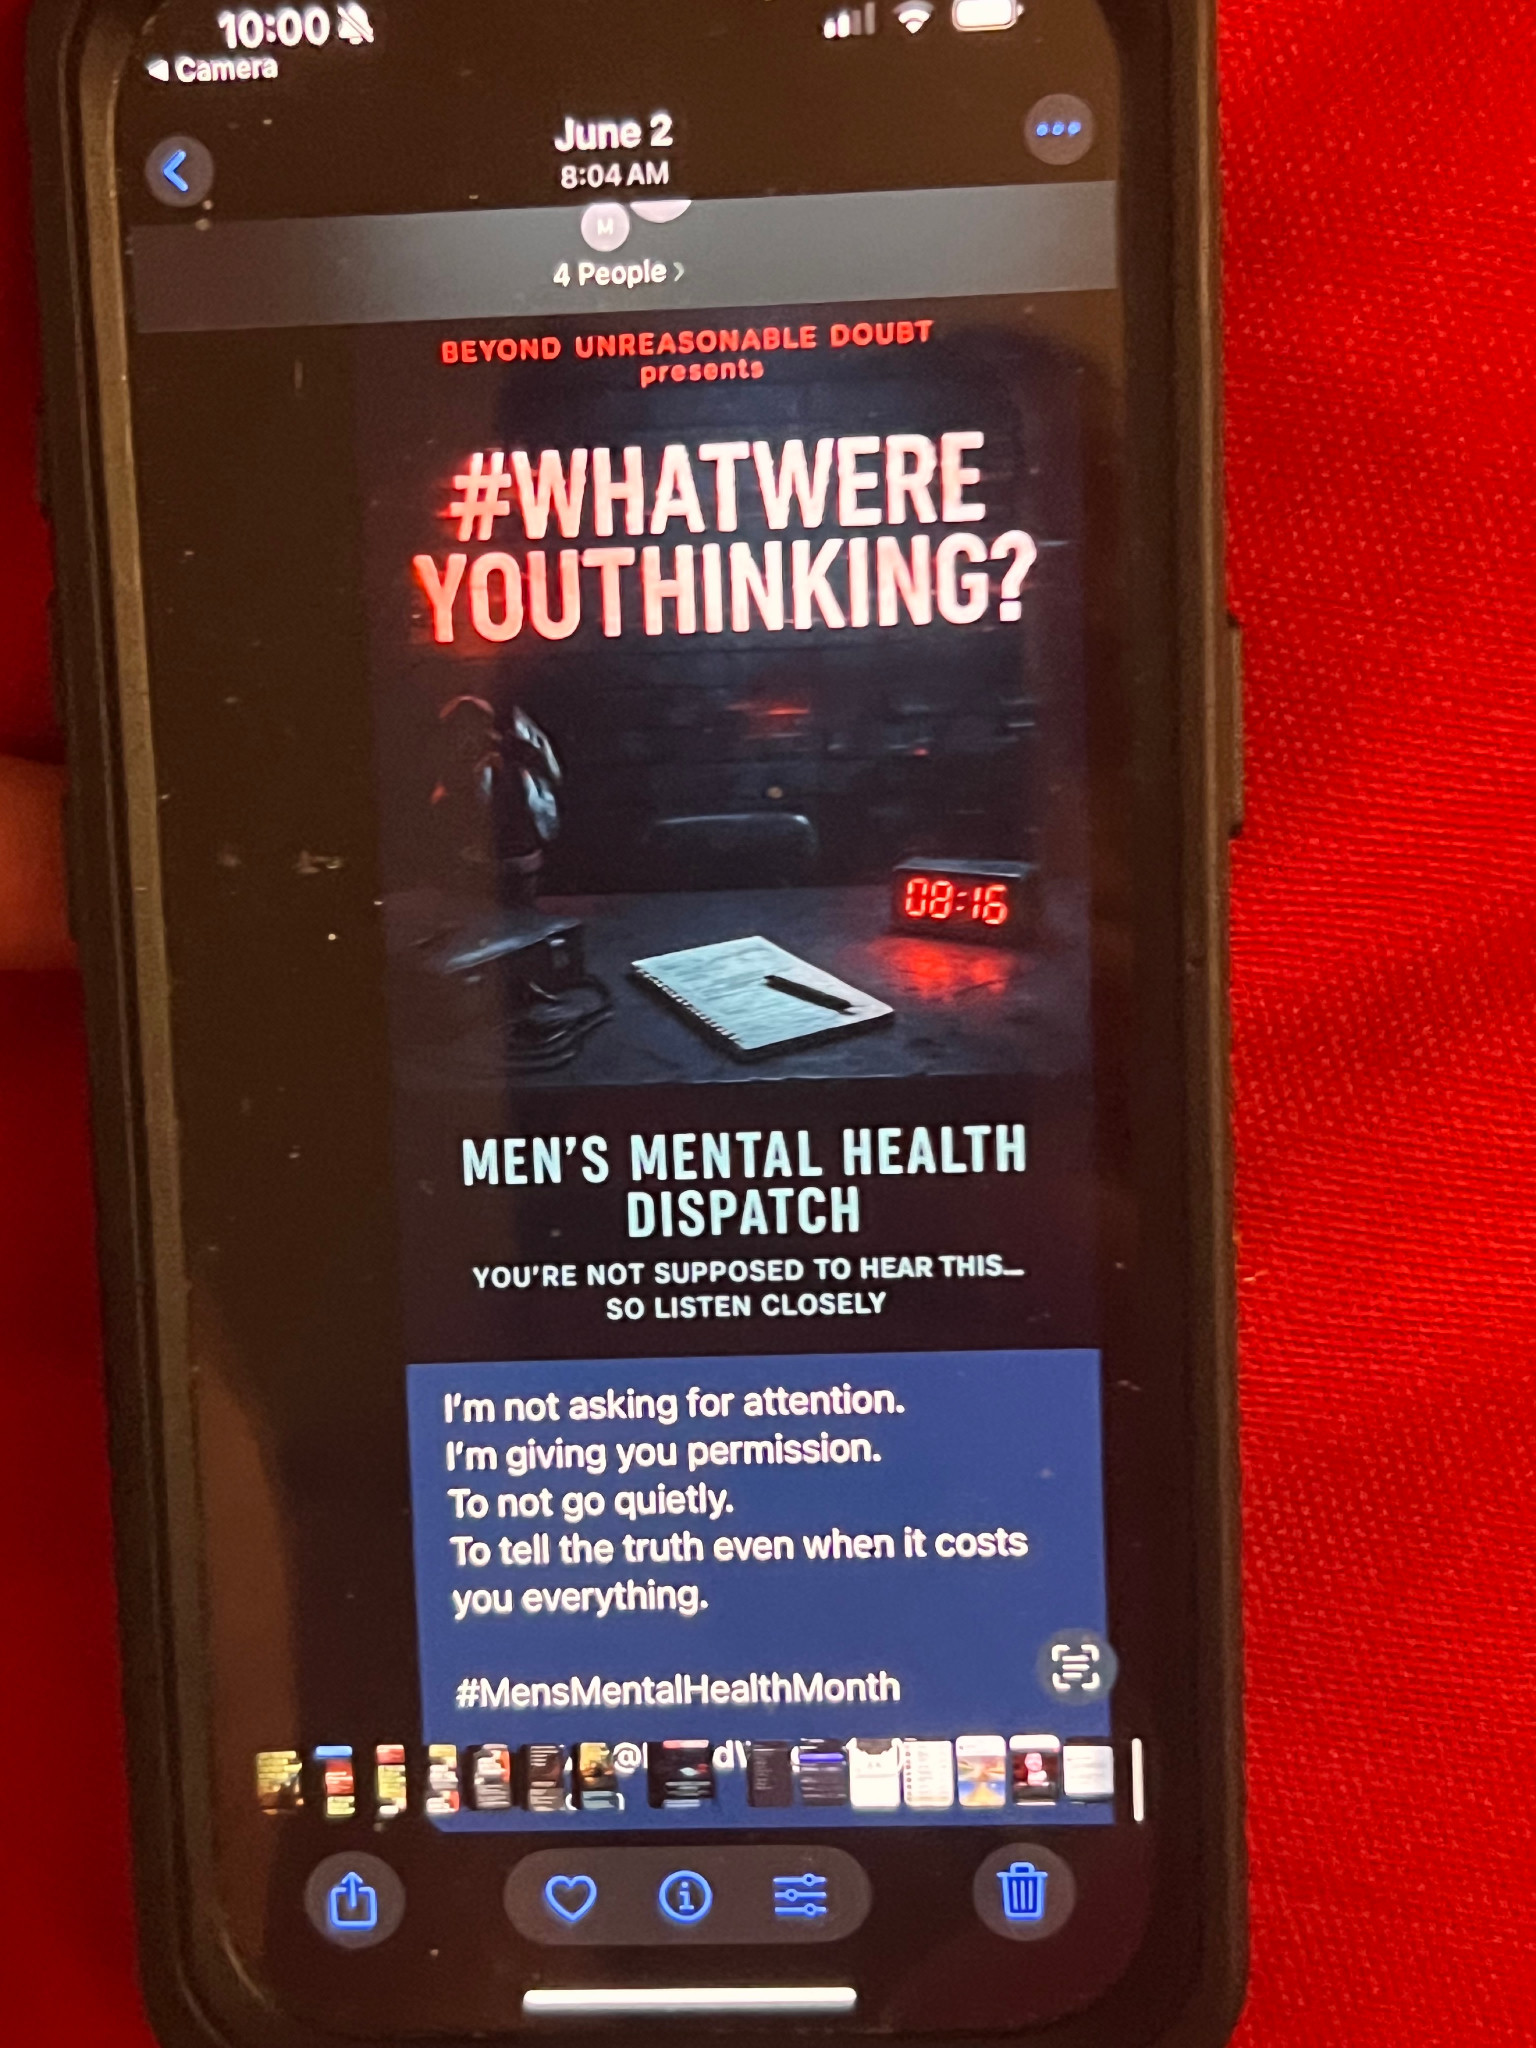 10:00
Camera
June 2
8:04 AM
M
4 People
BEYOND UNREASONABLE DOUBT
presents
#WHATWERE
YOUTHINKING?
08:16
MEN'S MENTAL HEALTH
DISPATCH
YOU'RE NOT SUPPOSED TO HEAR THIS—
SO LISTEN CLOSELY
I'm not asking for attention.
I'm giving you permission.
To not go quietly.
To tell the truth even when it costs
you everything.
#MensMentalHealthMonth